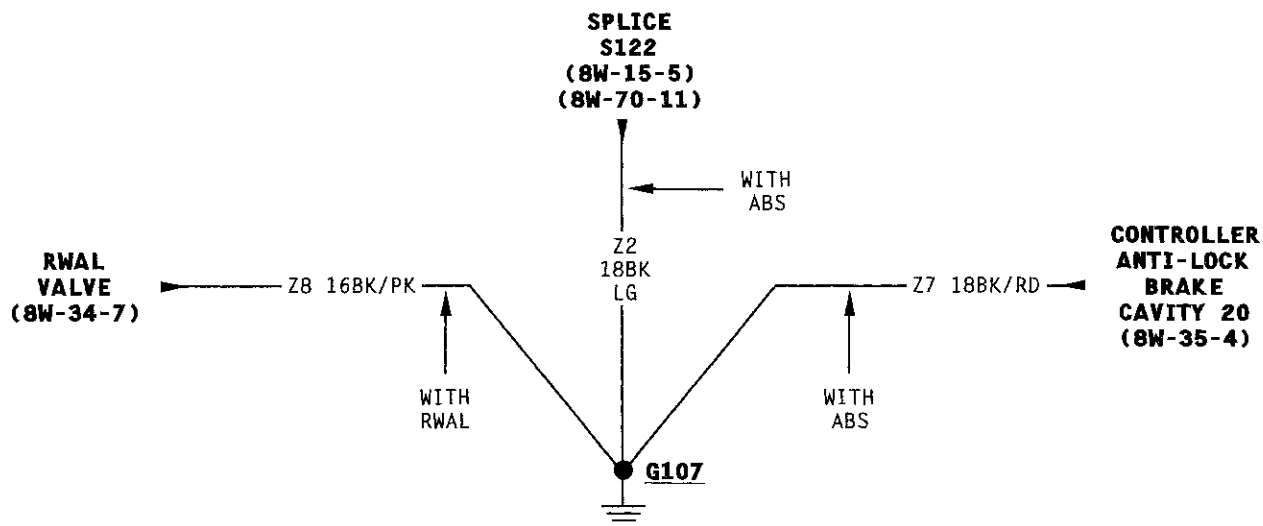 SPLICE
S122
(8W-15-5)
(8W-70-11)
WITH
ABS
RWAL
VALVE
(8W-34-7)
Z8 16BK/PK
Z2
18BK
LG
Z7 18BK/RD
CONTROLLER
ANTI-LOCK
BRAKE
CAVITY 20
(8W-35-4)
WITH
RWAL
WITH
ABS
G107